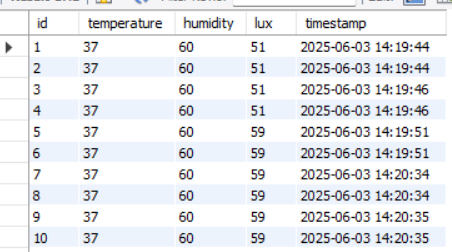 id temperature humidity lux timestamp
1 37 60 51 2025-06-03 14:19:44
2 37 60 51 2025-06-03 14:19:44
3 37 60 51 2025-06-03 14:19:46
4 37 60 51 2025-06-03 14:19:46
5 37 60 59 2025-06-03 14:19:51
6 37 60 59 2025-06-03 14:19:51
7 37 60 59 2025-06-03 14:20:34
8 37 60 59 2025-06-03 14:20:34
9 37 60 59 2025-06-03 14:20:35
10 37 60 59 2025-06-03 14:20:35